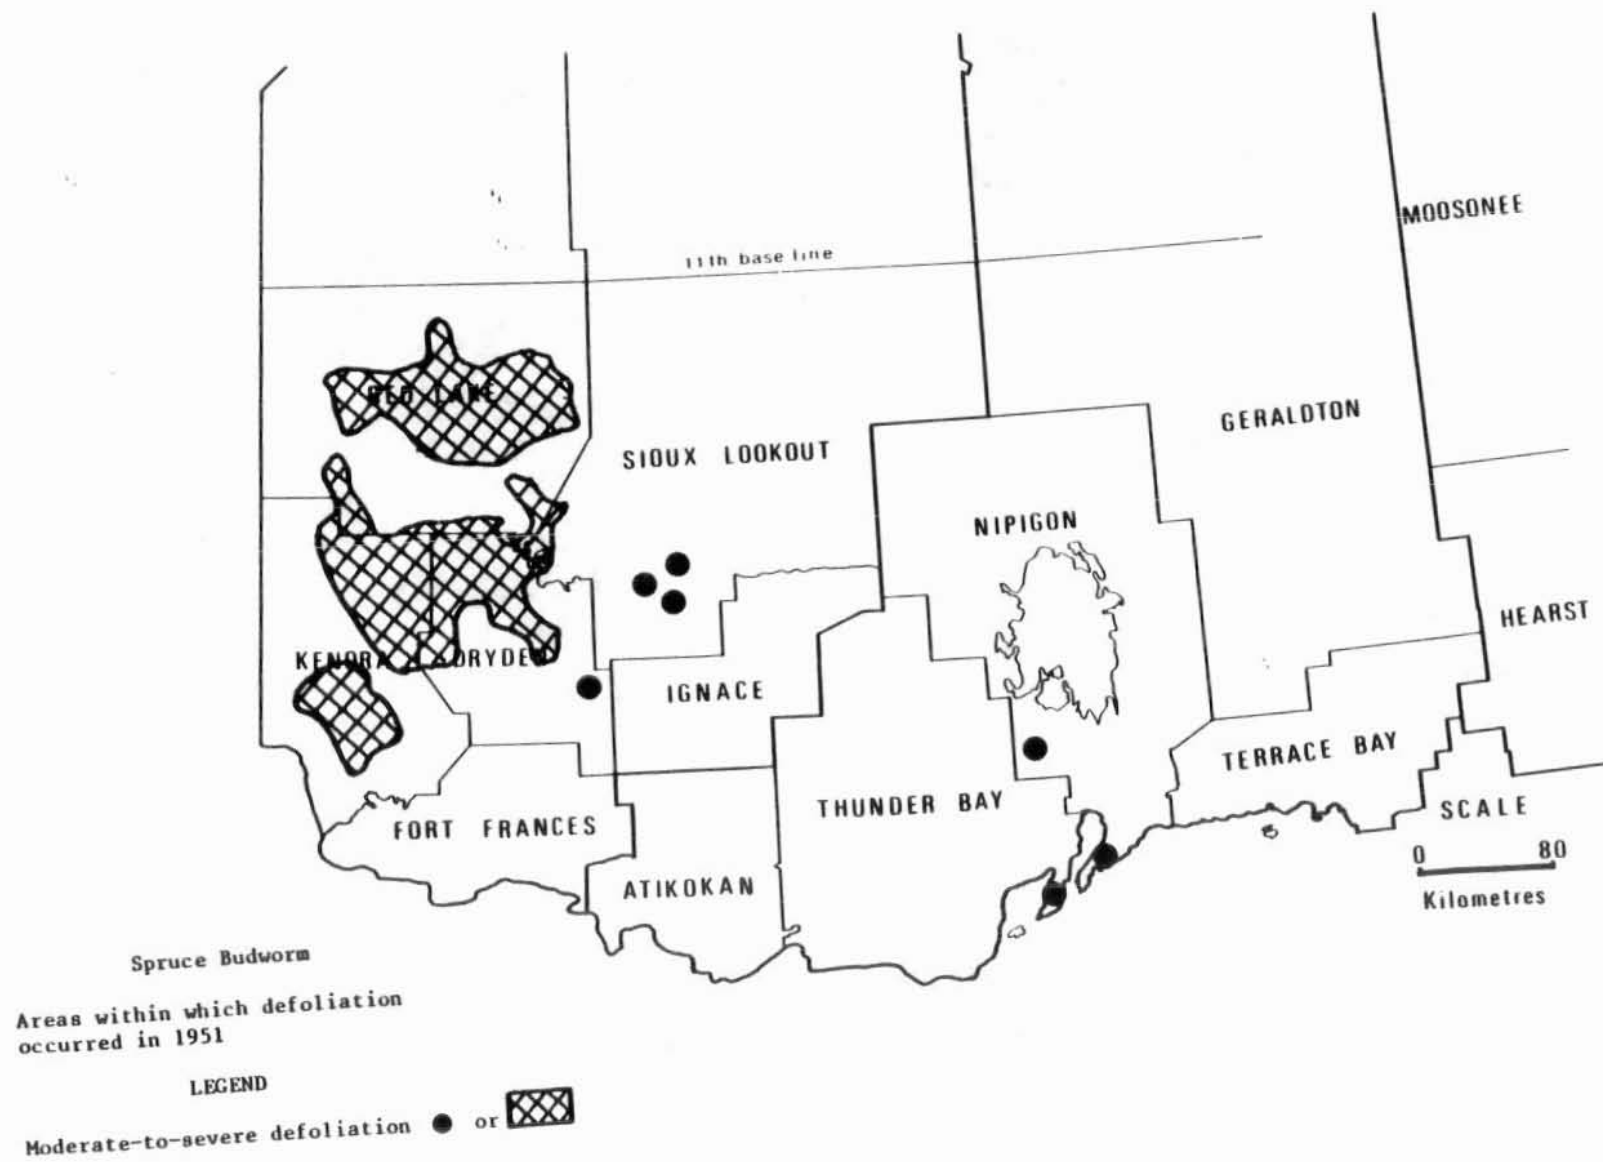 MOOSONEE
11th base line
RED LAKE
GERALDTON
SIOUX LOOKOUT
NIPIGON
HEARST
KENORA
DRYDEN
IGNACE
TERRACE BAY
THUNDER BAY
SCALE
FORT FRANCES
0 80
Kilometres
ATIKOKAN
Spruce Budworm
Areas within which defoliation
occurred in 1951
LEGEND
Moderate-to-severe defoliation or